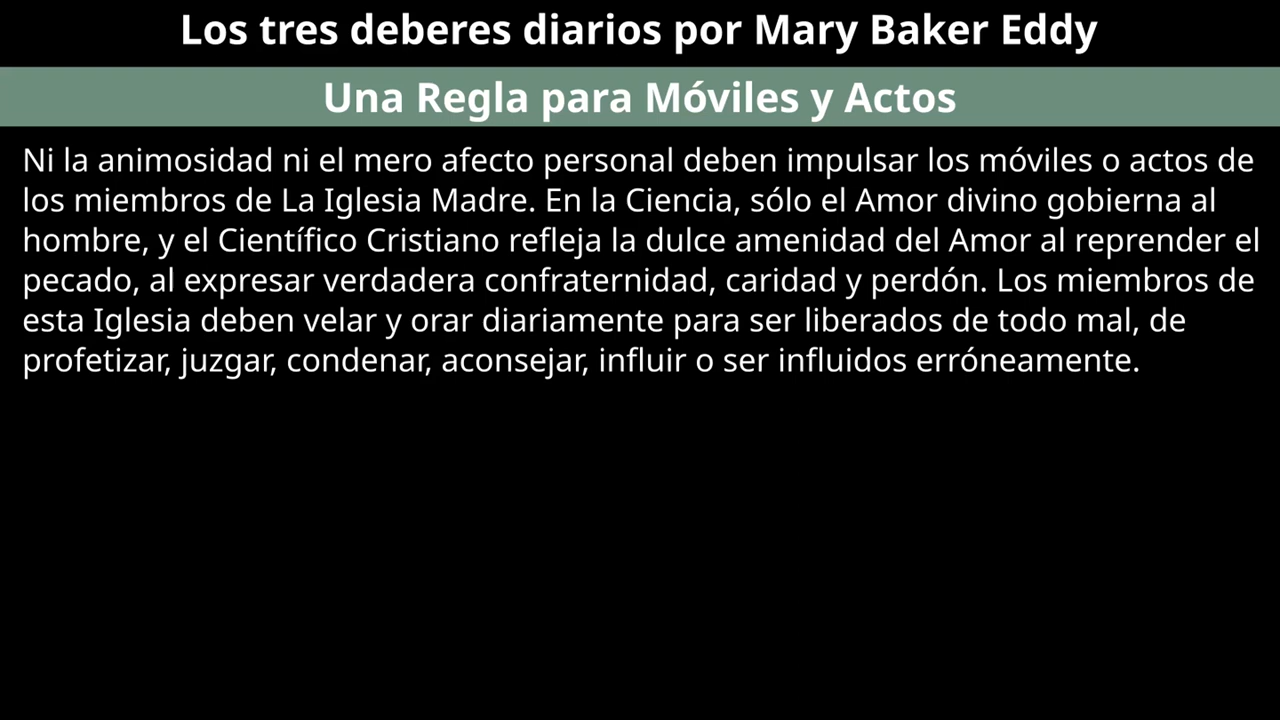 Los tres deberes diarios por Mary Baker Eddy
Una Regla para Móviles y Actos
Ni la animosidad ni el mero afecto personal deben impulsar los móviles o actos de
los miembros de La Iglesia Madre. En la Ciencia, sólo el Amor divino gobierna al
hombre, y el Científico Cristiano refleja la dulce amenidad del Amor al reprender el
pecado, al expresar verdadera confraternidad, caridad y perdón. Los miembros de
esta Iglesia deben velar y orar diariamente para ser liberados de todo mal, de
profetizar, juzgar, condenar, aconsejar, influir o ser influidos erróneamente.